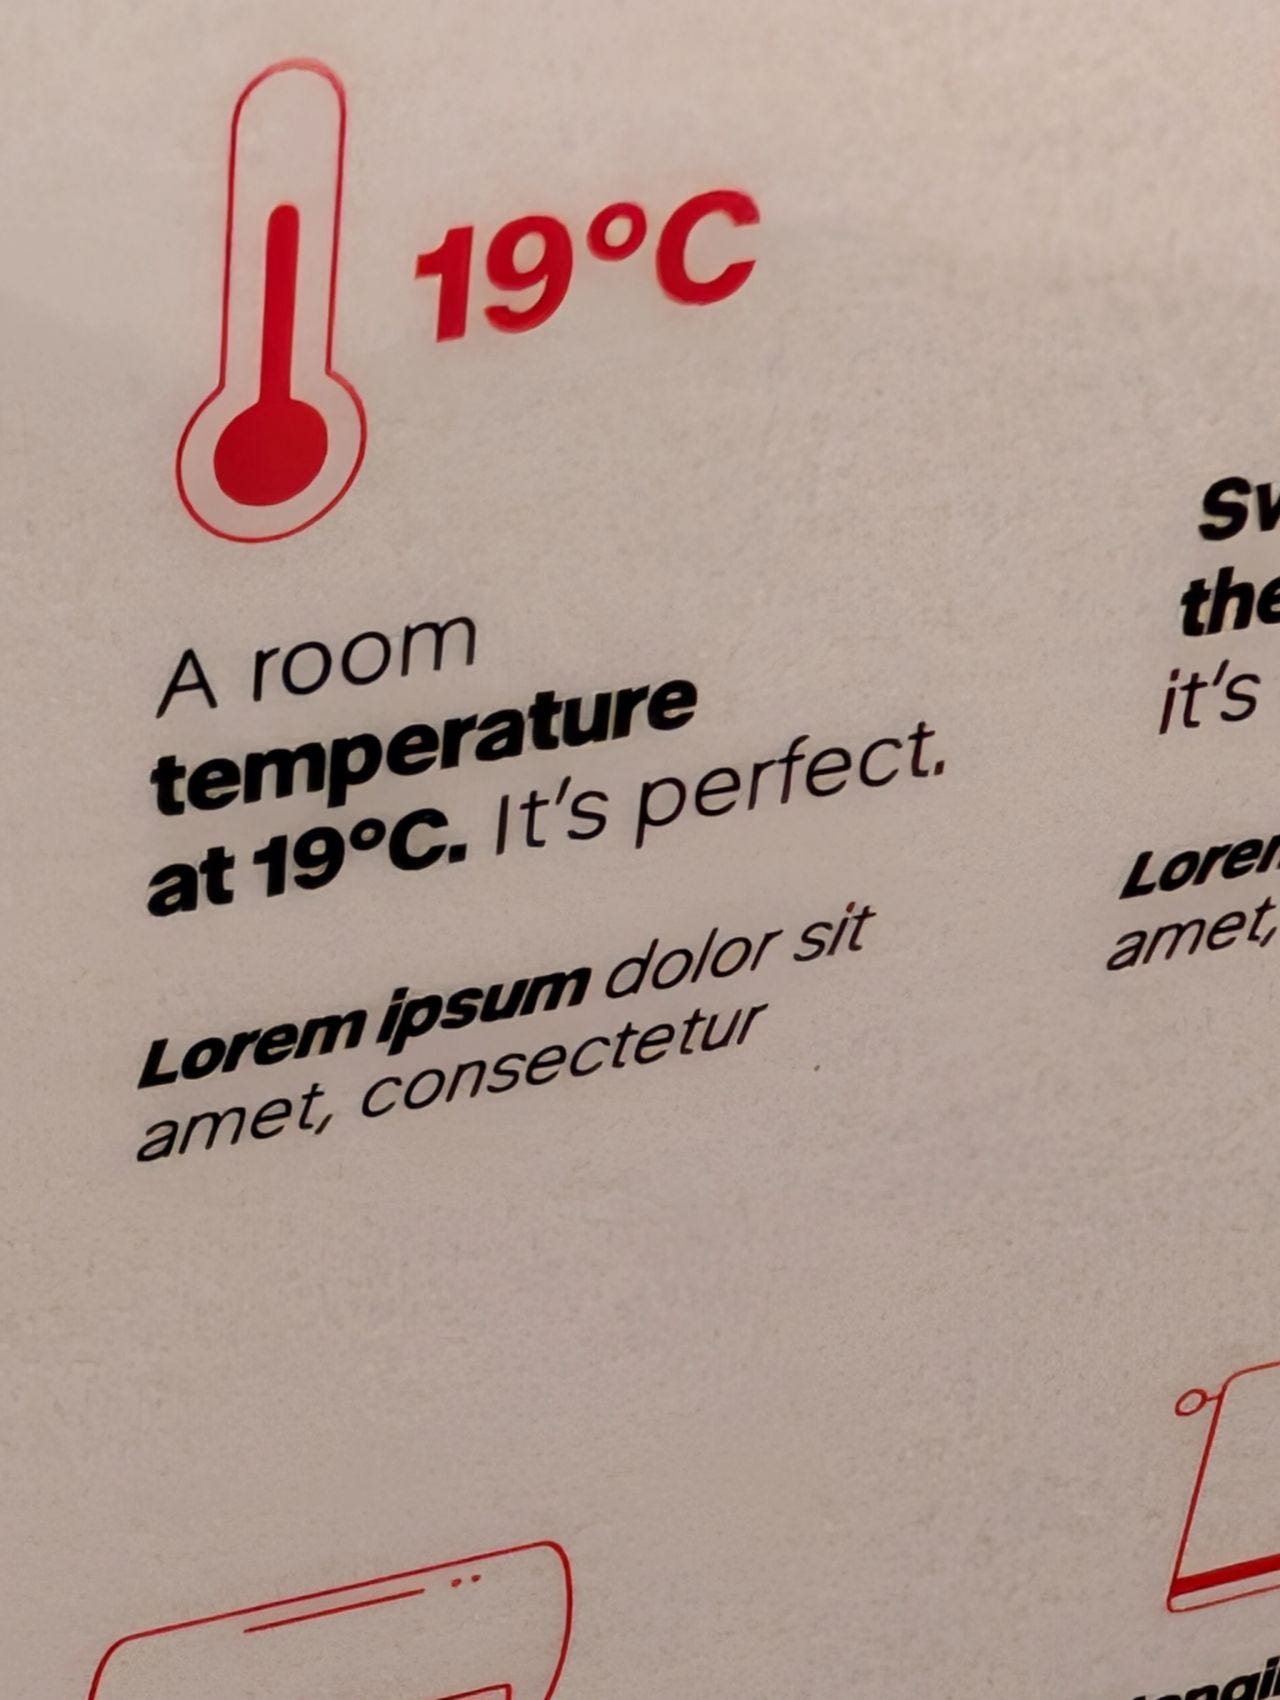 19°C
A room
temperature
at 19°C. It's perfect.
Lorem ipsum dolor sit
amet, consectetur
the
it's
amet,